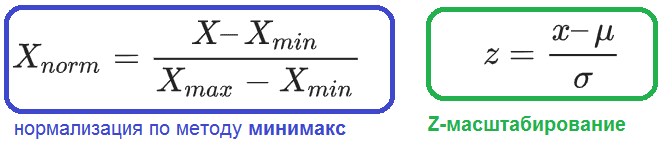 X_norm = (X – X_min) / (X_max − X_min)
z = (x – μ) / σ
нормализация по методу минимакс
Z-масштабирование